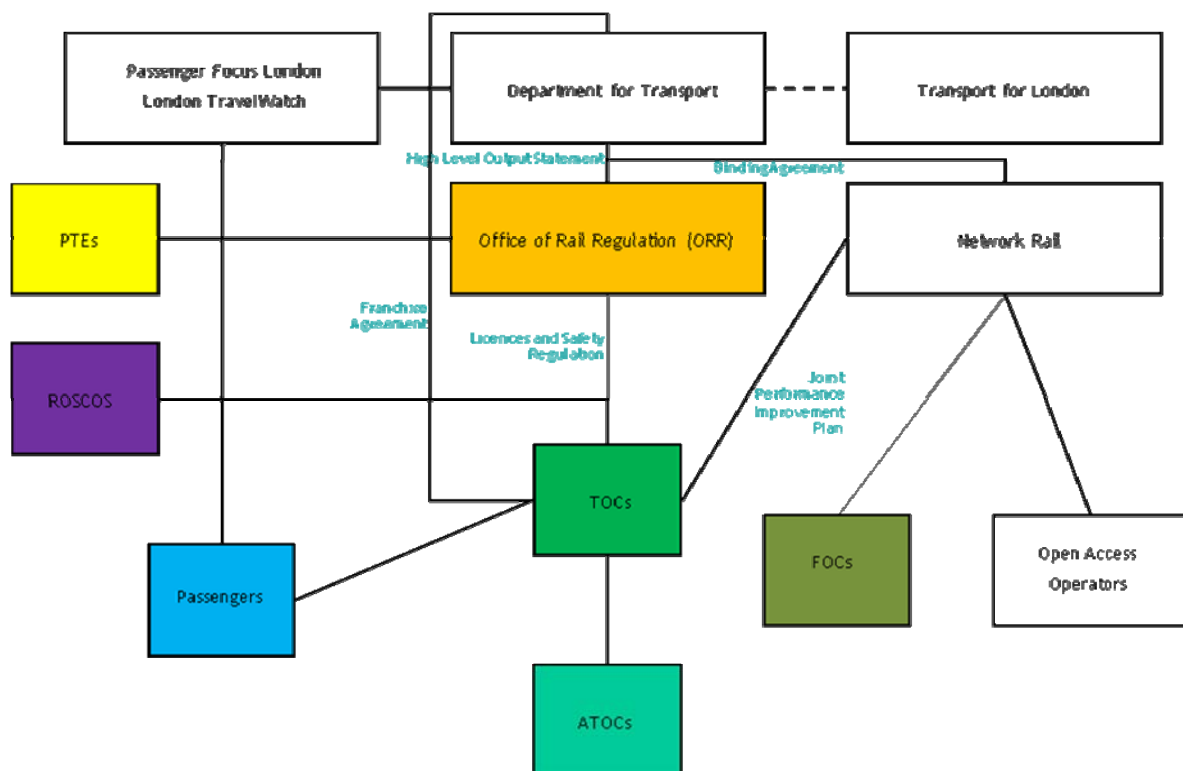 Passenger Focus London
London TravelWatch
Department for Transport
Transport for London
High Level Output Statement
Binding Agreement
PTEs
Office of Rail Regulation (ORR)
Network Rail
Franchise
Agreement
Licences and Safety
Regulation
ROSCOS
Joint
Performance
Improvement
Plan
TOCs
FOCs
Open Access
Operators
Passengers
ATOCs